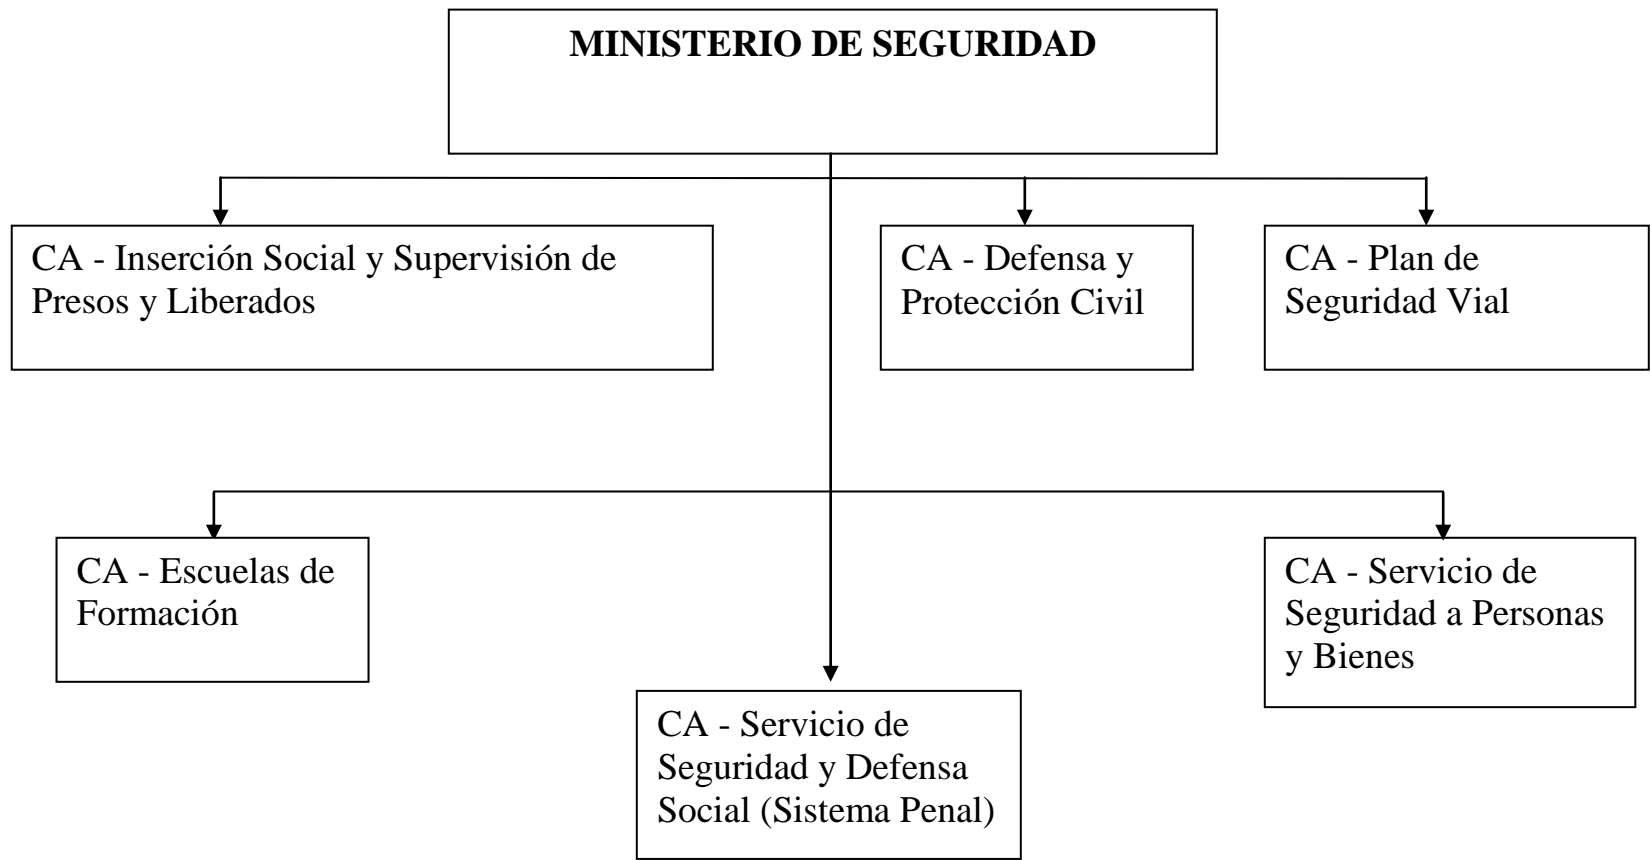 MINISTERIO DE SEGURIDAD
CA - Inserción Social y Supervisión de
Presos y Liberados
CA - Defensa y
Protección Civil
CA - Plan de
Seguridad Vial
CA - Escuelas de
Formación
CA - Servicio de
Seguridad y Defensa
Social (Sistema Penal)
CA - Servicio de
Seguridad a Personas
y Bienes